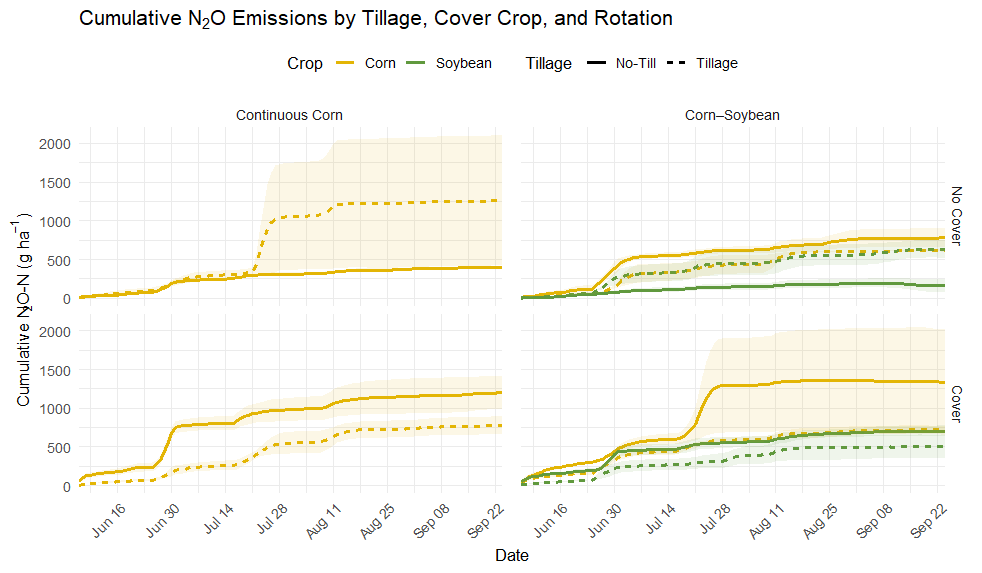 Cumulative N₂O Emissions by Tillage, Cover Crop, and Rotation
Crop Corn Soybean Tillage No-Till Tillage
Continuous Corn
Corn–Soybean
2000
1500
1000
500
0
No Cover
2000
1500
1000
500
0
Cover
Cumulative N₂O-N (g ha⁻¹)
Jun 16 Jun 30 Jul 14 Jul 28 Aug 11 Aug 25 Sep 08 Sep 22
Jun 16 Jun 30 Jul 14 Jul 28 Aug 11 Aug 25 Sep 08 Sep 22
Date